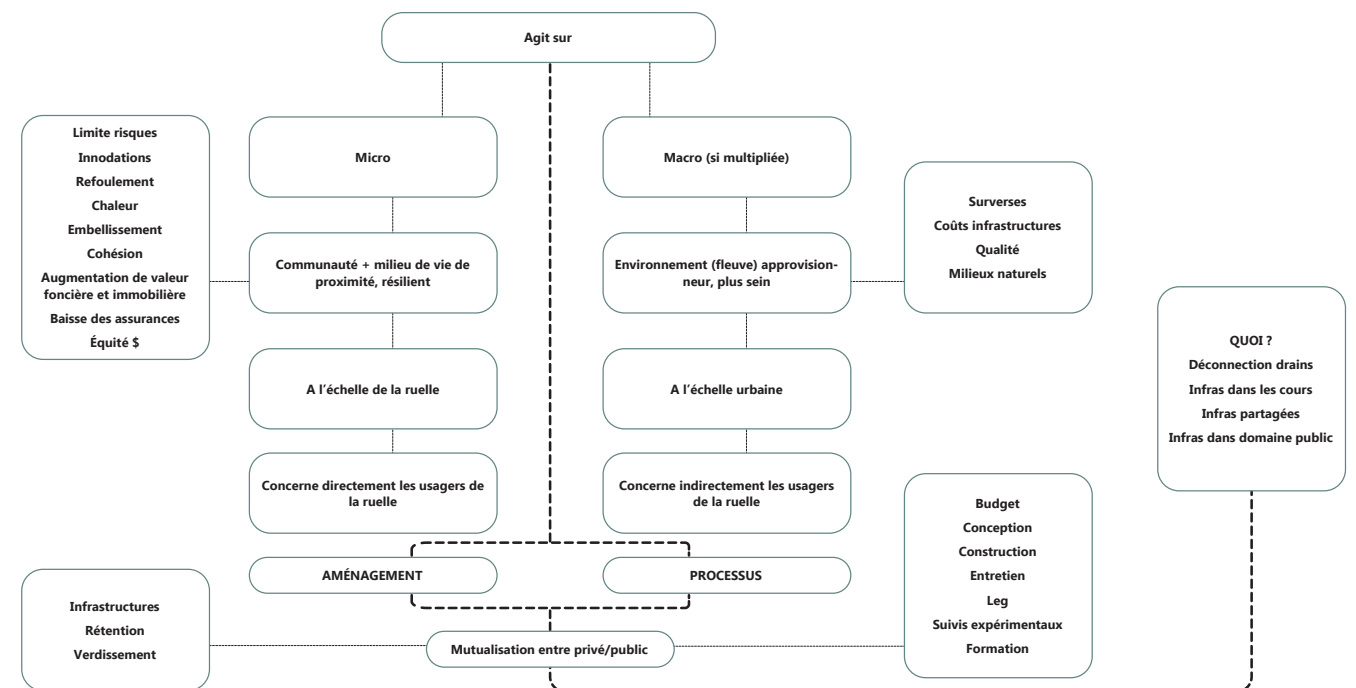 Agit sur
Limite risques
Innodations
Refoulement
Chaleur
Embellissement
Cohésion
Augmentation de valeur
foncière et immobilière
Baisse des assurances
Équité $
Micro
Macro (si multipliée)
Communauté + milieu de vie de
proximité, résilient
Environnement (fleuve) approvision-
neur, plus sein
Surverses
Coûts infrastructures
Qualité
Milieux naturels
A l'échelle de la ruelle
A l'échelle urbaine
QUOI ?
Déconnection drains
Infras dans les cours
Infras partagées
Infras dans domaine public
Concerne directement les usagers de
la ruelle
Concerne indirectement les usagers
de la ruelle
AMÉNAGEMENT
PROCESSUS
Budget
Conception
Construction
Entretien
Leg
Suivis expérimentaux
Formation
Infrastructures
Rétention
Verdissement
Mutualisation entre privé/public